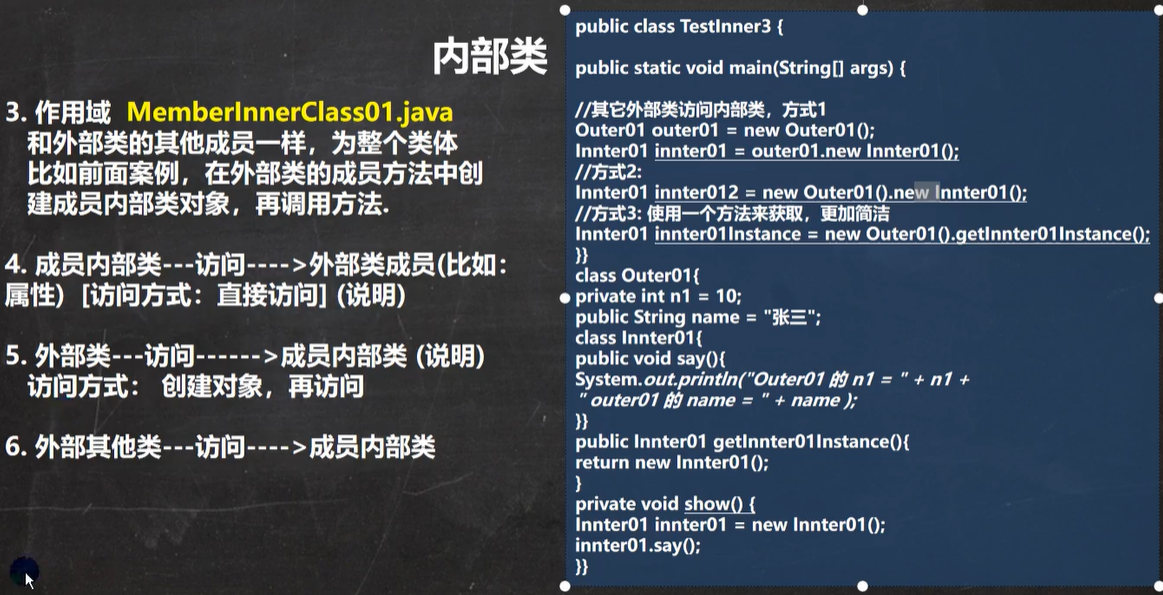 内部类
3. 作用域 MemberInnerClass01.java
和外部类的其他成员一样，为整个类体
比如前面案例，在外部类的成员方法中创
建成员内部类对象，再调用方法.
4. 成员内部类---访问---->外部类成员(比如：
属性）[访问方式：直接访问] (说明)
5. 外部类---访问------>成员内部类 (说明)
访问方式： 创建对象，再访问
6. 外部其他类---访问---->成员内部类
public class TestInner3 {
public static void main(String[] args) {
//其它外部类访问内部类，方式1
Outer01 outer01 = new Outer01();
Innter01 innter01 = outer01.new Innter01();
//方式2:
Innter01 innter012 = new Outer01().new Innter01();
//方式3: 使用一个方法来获取，更加简洁
Innter01 innter01Instance = new Outer01().getInnter01Instance();
}}
class Outer01{
private int n1 = 10;
public String name = "张三";
class Innter01{
public void say(){
System.out.println("Outer01 的 n1 = " + n1 +
" outer01 的 name = " + name );
}}
public Innter01 getInnter01Instance(){
return new Innter01();
}
private void show() {
Innter01 innter01 = new Innter01();
innter01.say();
}}